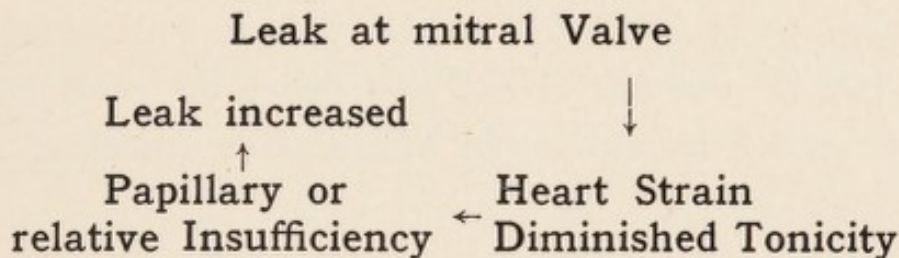 Leak at mitral Valve
Leak increased
Papillary or
relative Insufficiency
Heart Strain
Diminished Tonicity